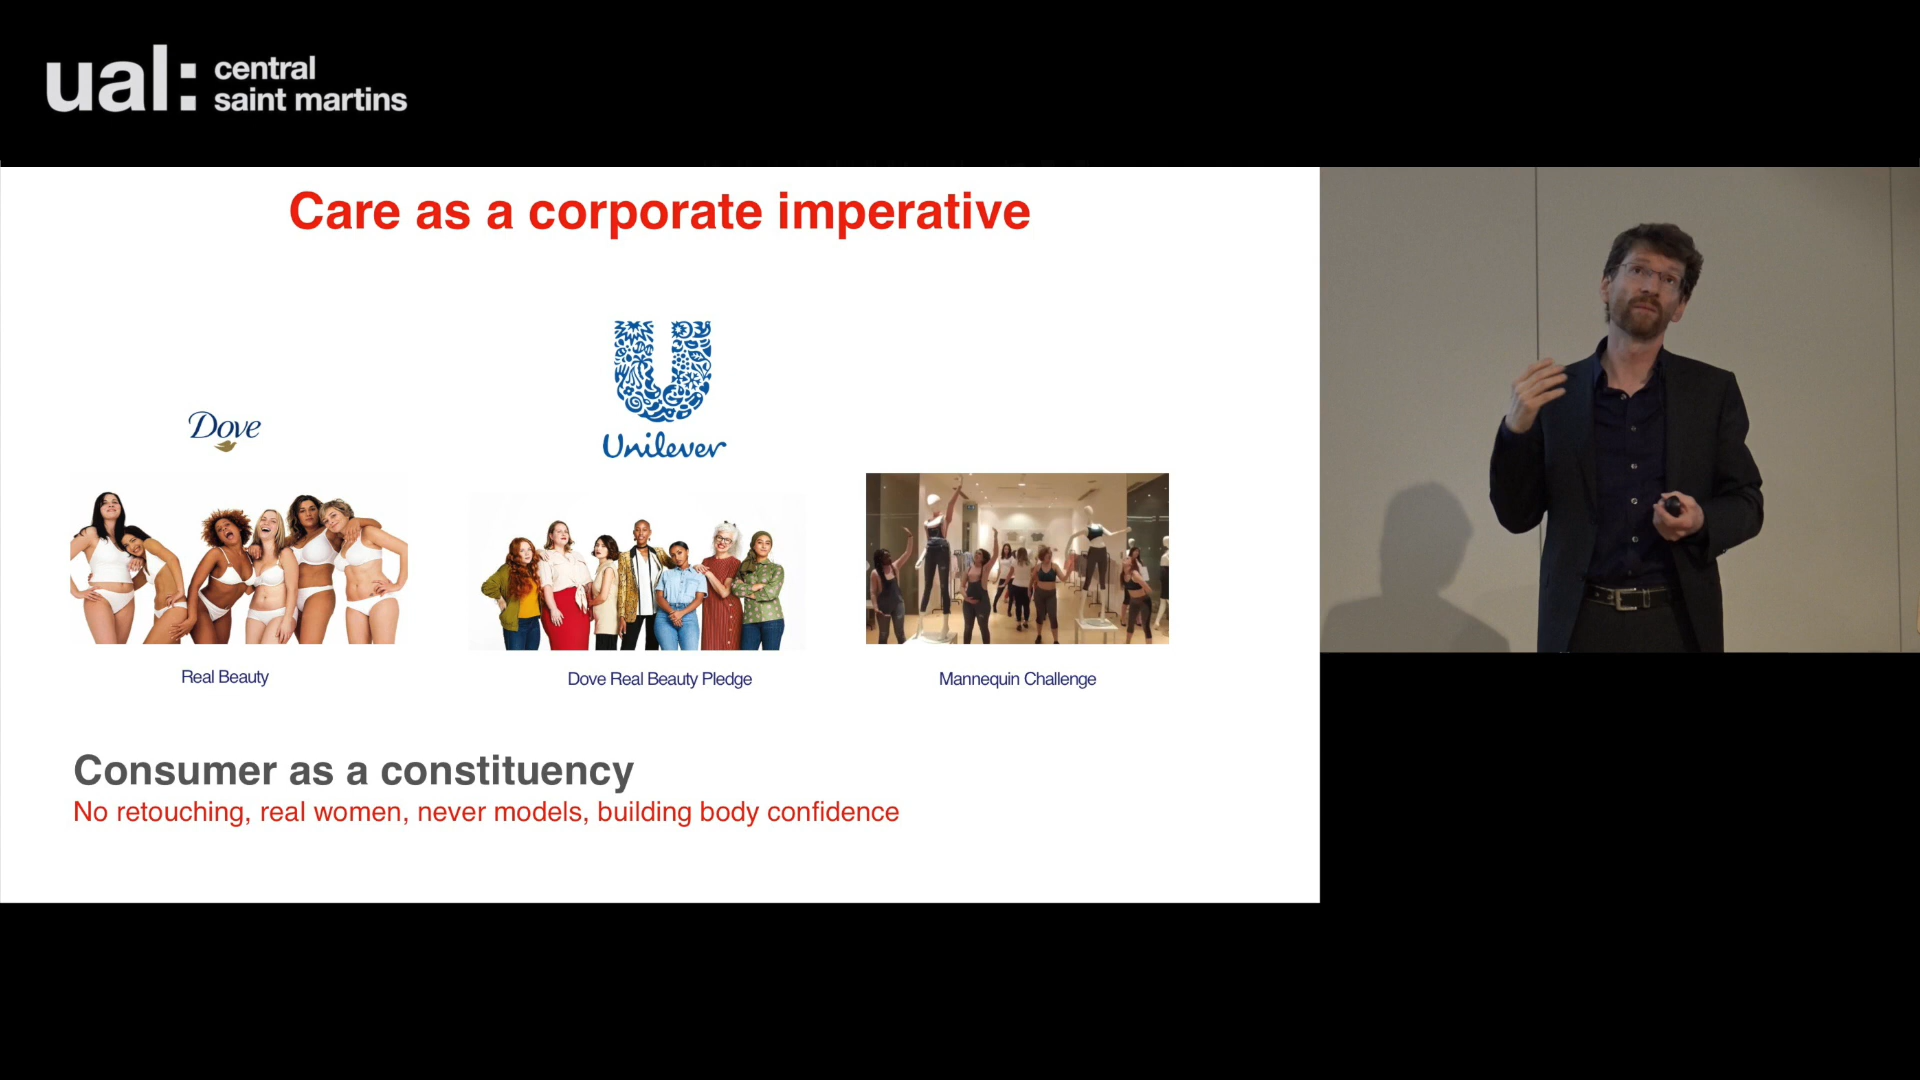 ual: central
saint martins
Care as a corporate imperative
Dove
Unilever
Real Beauty
Dove Real Beauty Pledge
Mannequin Challenge
Consumer as a constituency
No retouching, real women, never models, building body confidence